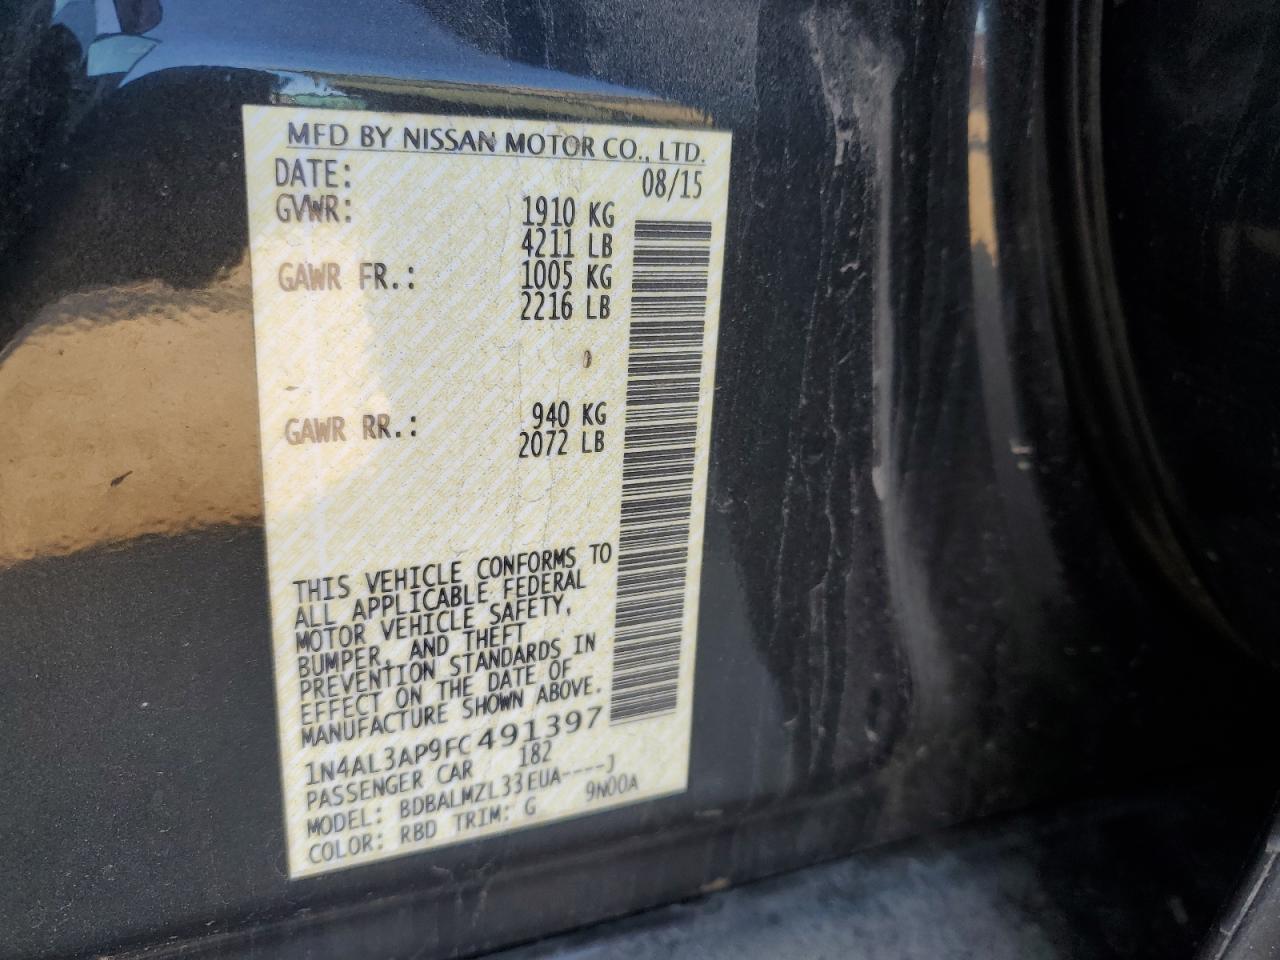 MFD BY NISSAN MOTOR CO., LTD.
DATE: 08/15
GVWR: 1910 KG
4211 LB
GAWR FR.: 1005 KG
2216 LB
GAWR RR.: 940 KG
2072 LB
THIS VEHICLE CONFORMS TO
ALL APPLICABLE FEDERAL
MOTOR VEHICLE SAFETY,
BUMPER, AND THEFT
PREVENTION STANDARDS IN
EFFECT ON THE DATE OF
MANUFACTURE SHOWN ABOVE.
1N4AL3AP9FC491397
PASSENGER CAR 182
MODEL: BDBALMZL33EUA----J
COLOR: RBD TRIM: G 9N00A